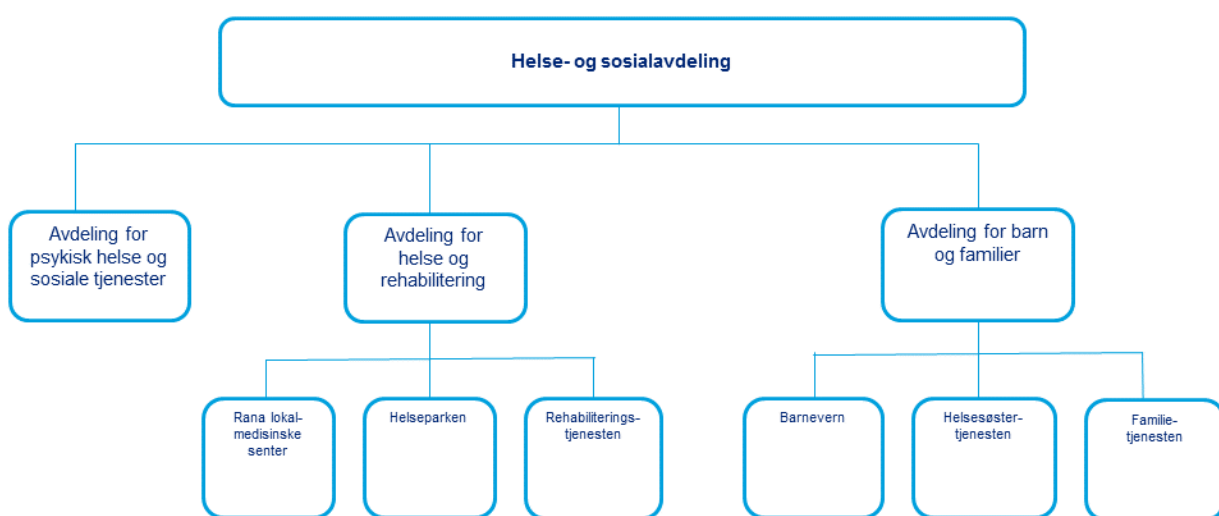 Helse- og sosialavdeling
Avdeling for
psykisk helse og
sosiale tjenester
Avdeling for
helse og
rehabilitering
Avdeling for barn
og familier
Rana lokal-
medisinske
senter
Helseparken
Rehabiliterings-
tjenesten
Barnevern
Helsesøster-
tjenesten
Familie-
tjenesten